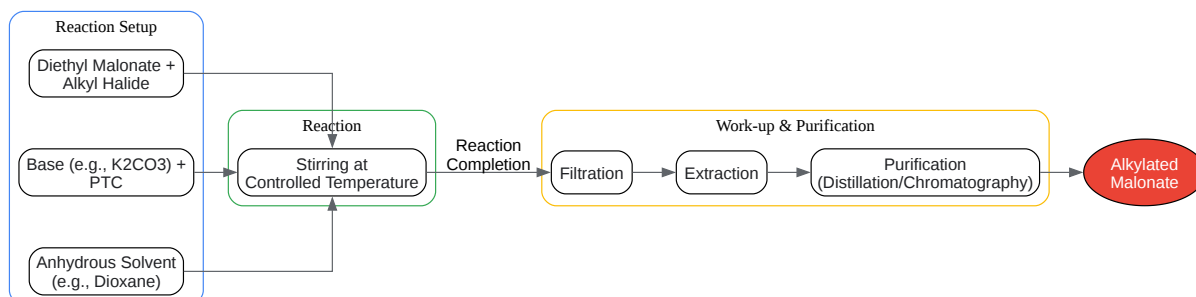 Reaction Setup
Diethyl Malonate +
Alkyl Halide
Base (e.g., K2CO3) +
PTC
Anhydrous Solvent
(e.g., Dioxane)
Reaction
Stirring at
Controlled Temperature
Reaction
Completion
Work-up & Purification
Filtration
Extraction
Purification
(Distillation/Chromatography)
Alkylated
Malonate